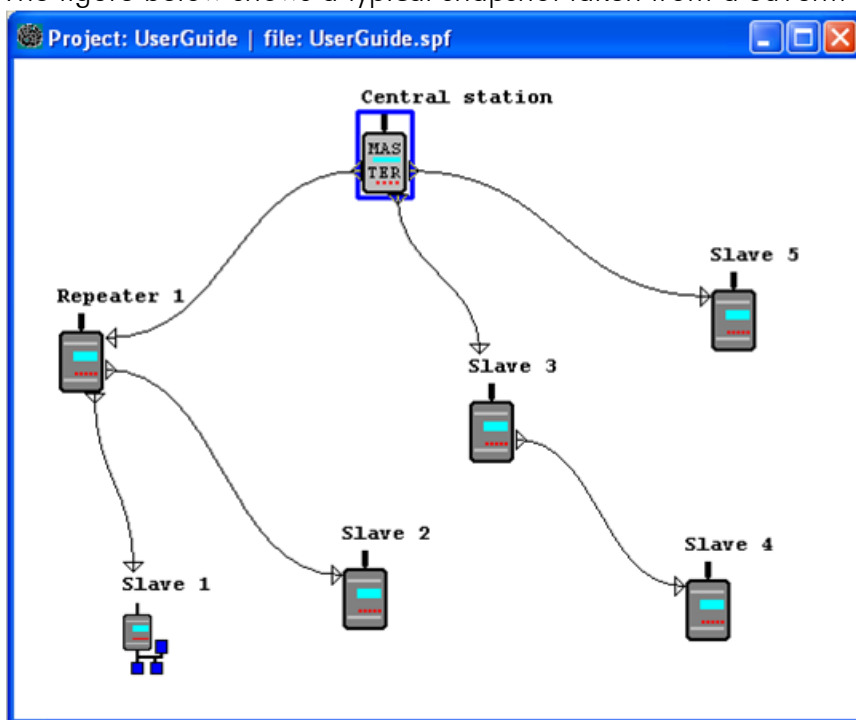 Project: UserGuide | file: UserGuide.spf
Central station
MAS
TER
Slave 5
Repeater 1
Slave 3
Slave 2
Slave 4
Slave 1